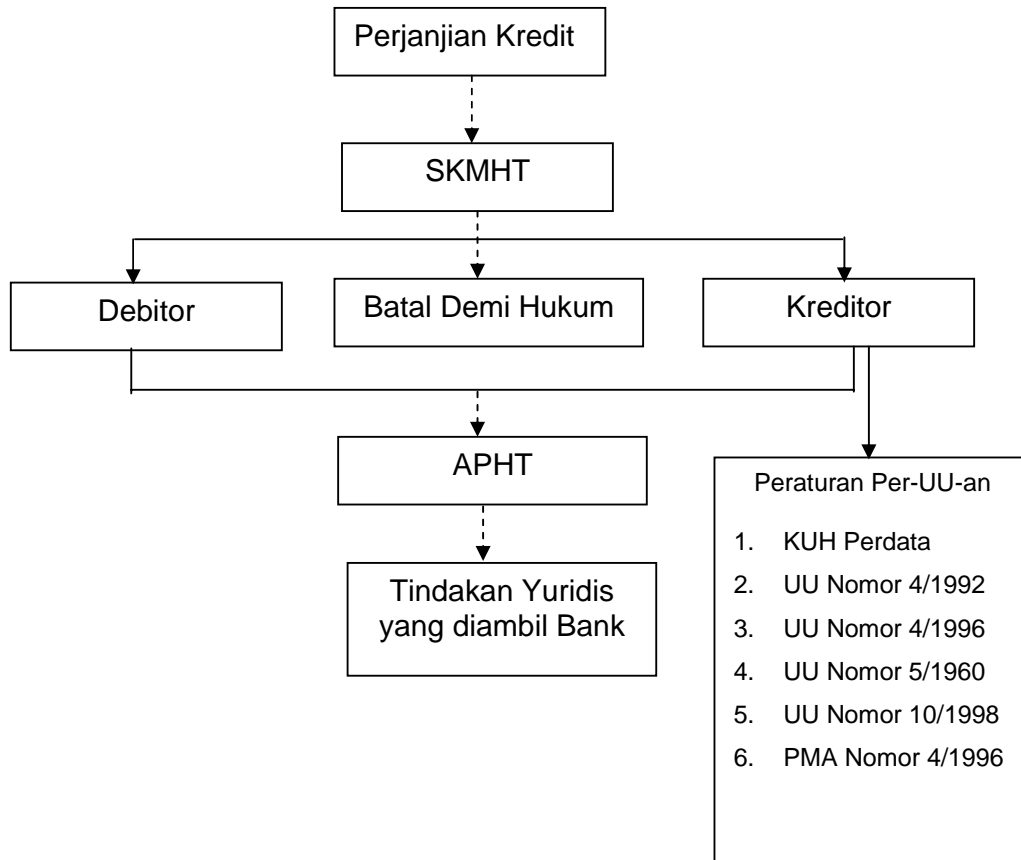 Perjanjian Kredit
SKMHT
Debitor
Batal Demi Hukum
Kreditor
APHT
Tindakan Yuridis
yang diambil Bank
Peraturan Per-UU-an
1. KUH Perdata
2. UU Nomor 4/1992
3. UU Nomor 4/1996
4. UU Nomor 5/1960
5. UU Nomor 10/1998
6. PMA Nomor 4/1996